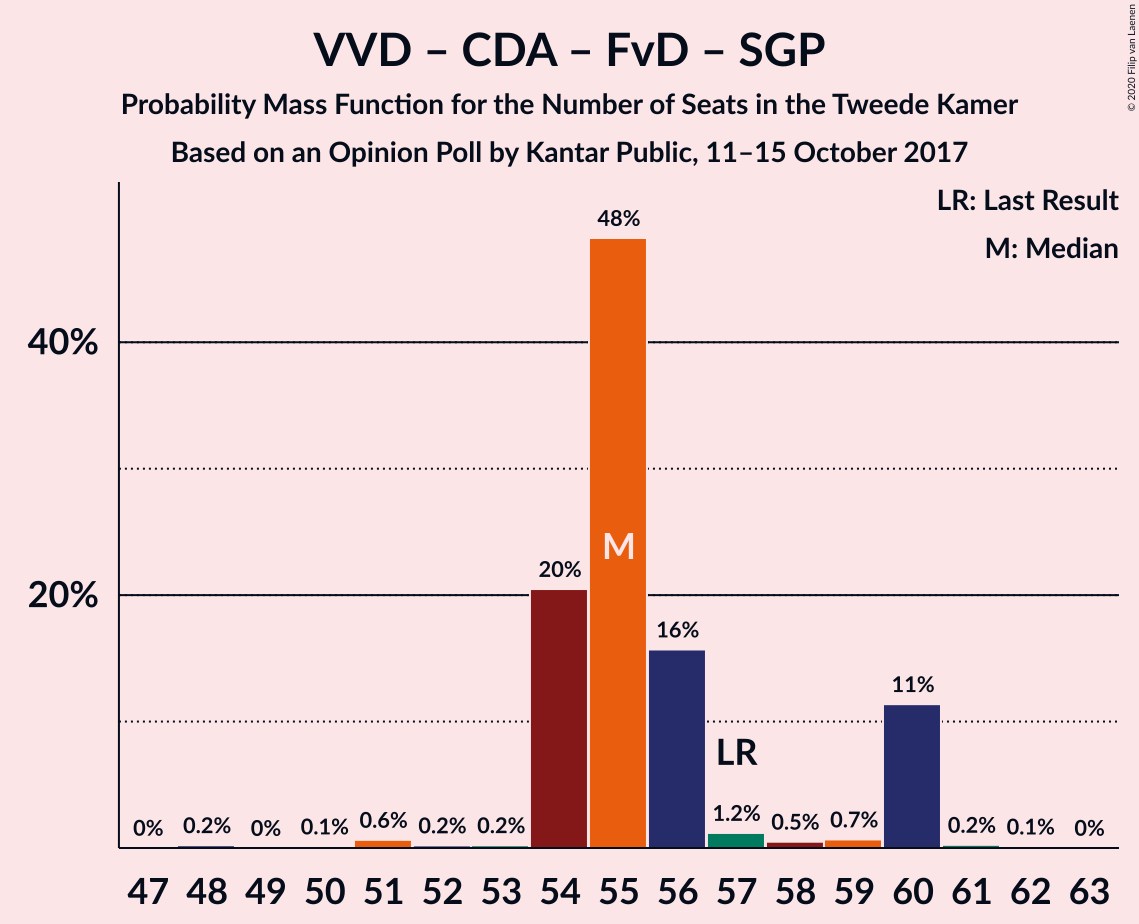 VVD – CDA – FvD – SGP
Probability Mass Function for the Number of Seats in the Tweede Kamer
Based on an Opinion Poll by Kantar Public, 11–15 October 2017
© 2020 Filip van Laenen
LR: Last Result
M: Median
48%
40%
M
20%
20%
16%
11%
LR
0% 0.2% 0% 0.1% 0.6% 0.2% 0.2% 1.2% 0.5% 0.7% 0.2% 0.1% 0%
47 48 49 50 51 52 53 54 55 56 57 58 59 60 61 62 63